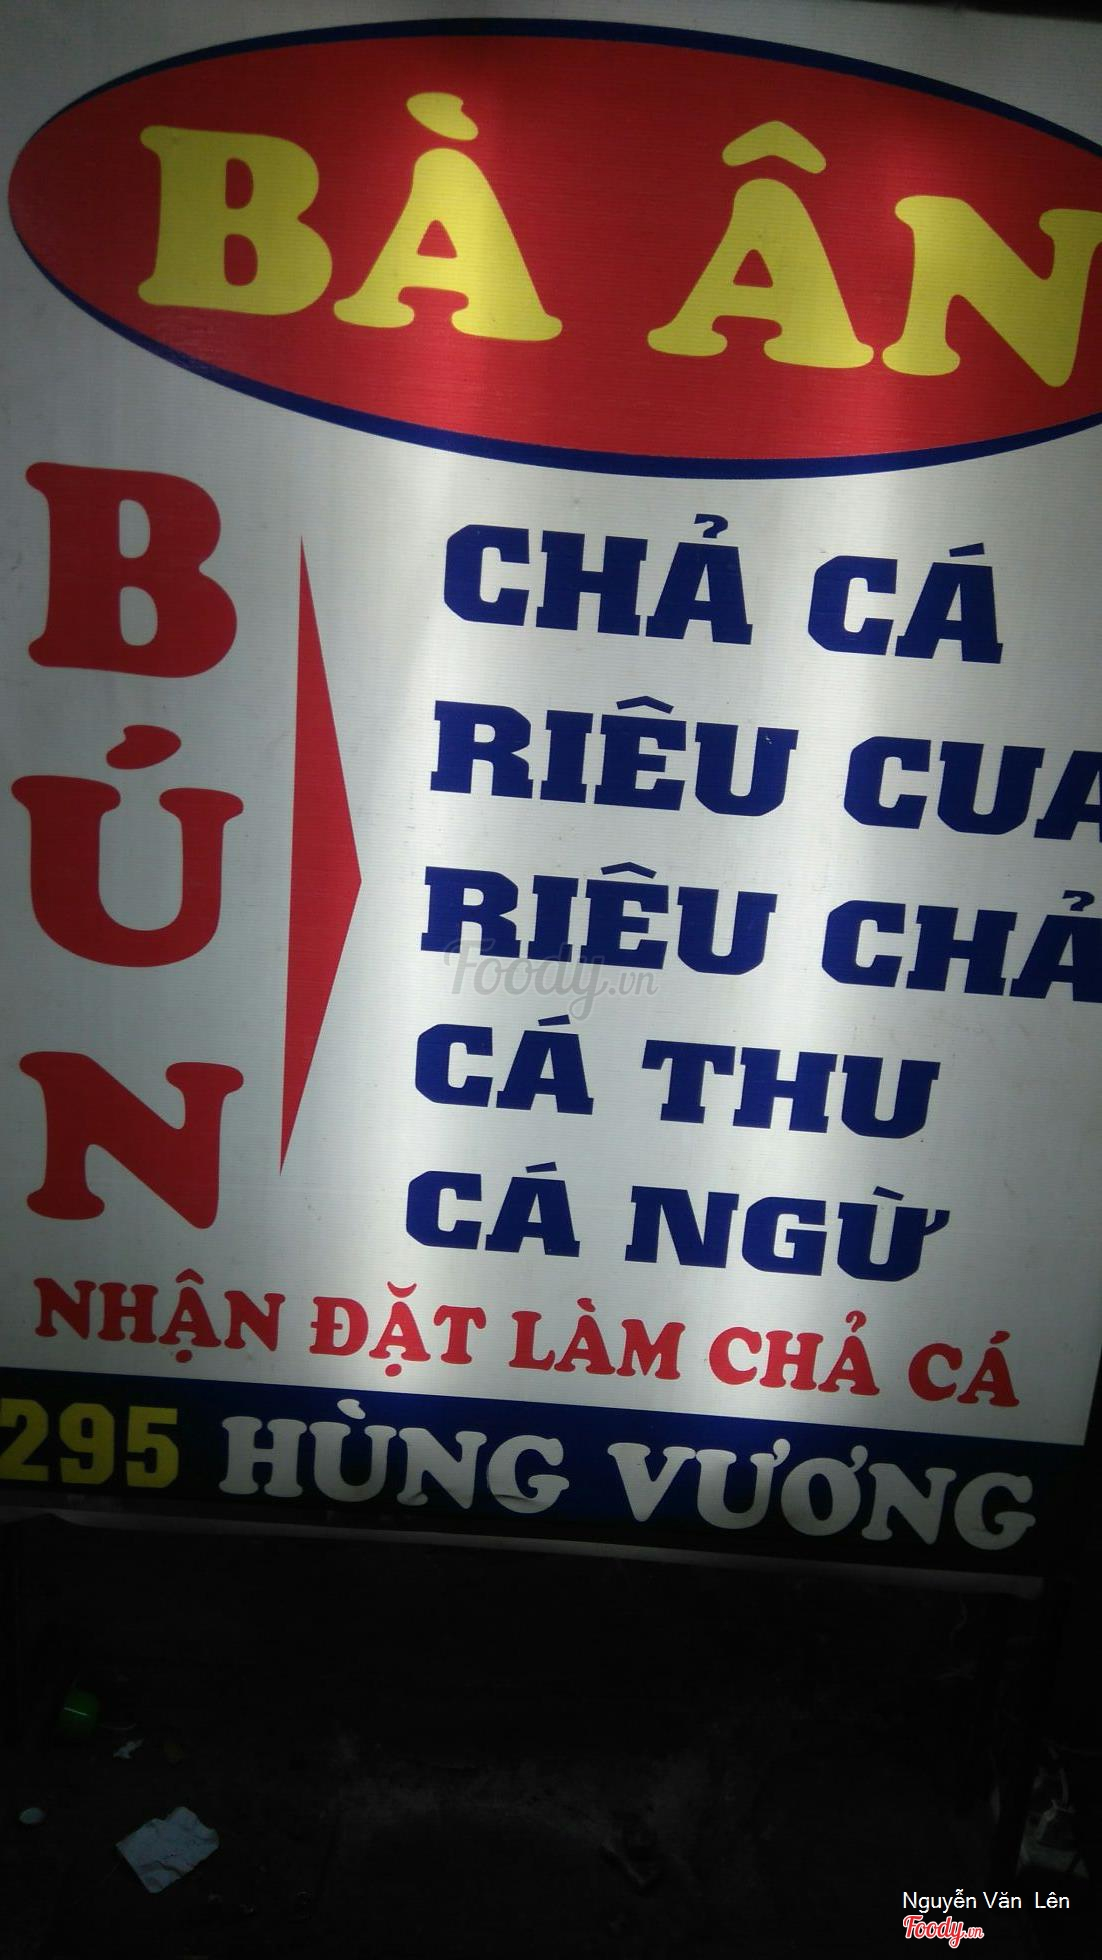 BÀ ÂN
BÚN
CHẢ CÁ
RIÊU CUA
RIÊU CHẢ
CÁ THU
CÁ NGỪ
NHẬN ĐẶT LÀM CHẢ CÁ
295 HÙNG VƯƠNG
Foody.vn
Nguyễn Văn Lên
Foody.vn